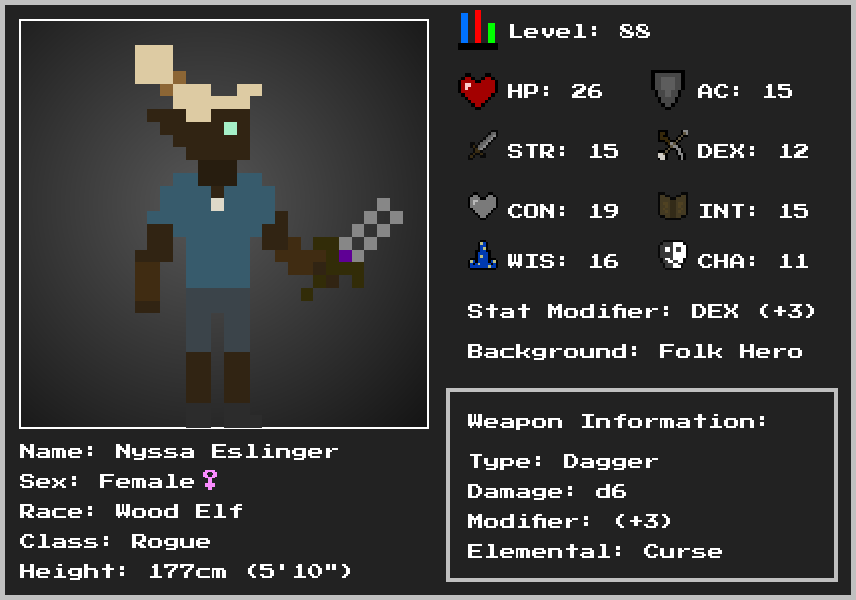 Level: 88
HP: 26
AC: 15
STR: 15
DEX: 12
CON: 19
INT: 15
WIS: 16
CHA: 11
Stat Modifier: DEX (+3)
Background: Folk Hero
Weapon Information:
Type: Dagger
Damage: d6
Modifier: (+3)
Elemental: Curse
Name: Nyssa Eslinger
Sex: Female♀
Race: Wood Elf
Class: Rogue
Height: 177cm (5'10")